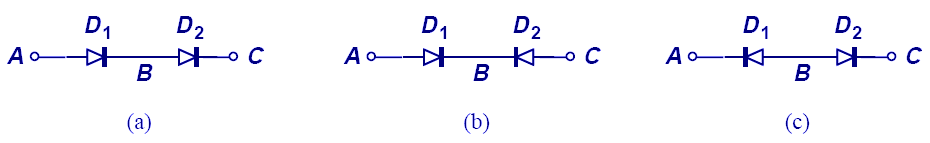 D1 D2 D1 D2 D1 D2
A B C A B C A B C
(a) (b) (c)